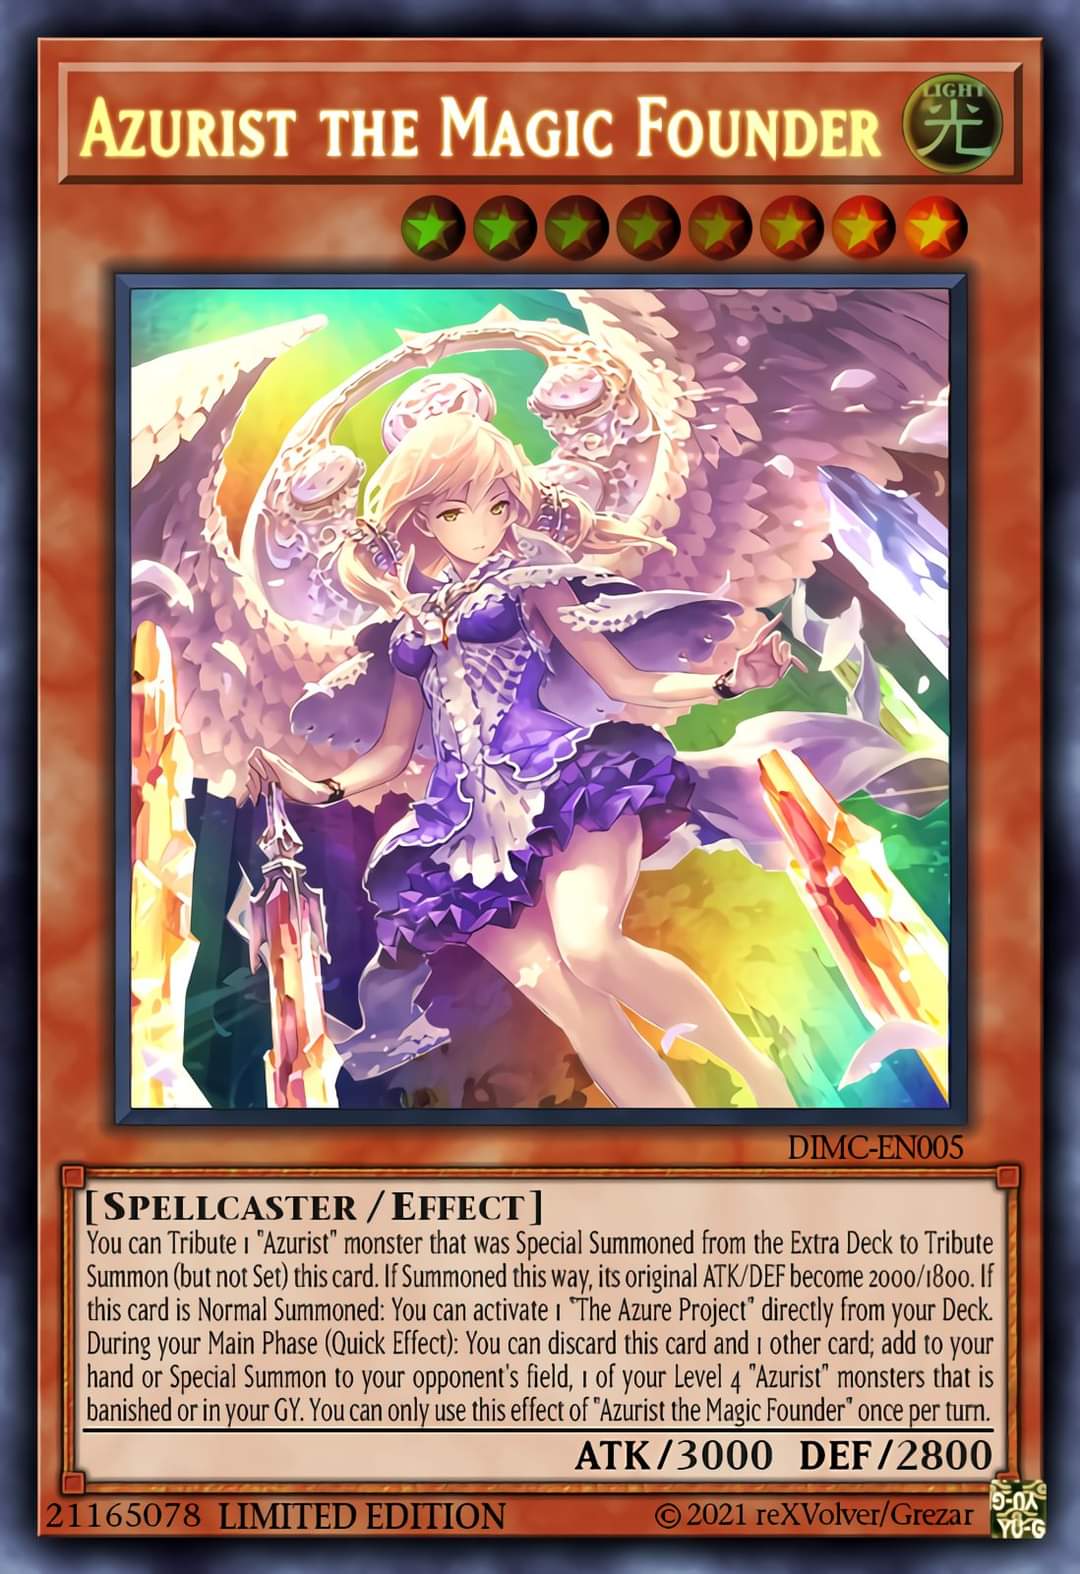 AZURIST THE MAGIC FOUNDER
LIGHT
光
DIMC-EN005
[SPELLCASTER / EFFECT]
You can Tribute 1 "Azurist" monster that was Special Summoned from the Extra Deck to Tribute
Summon (but not Set) this card. If Summoned this way, its original ATK/DEF become 2000/1800. If
this card is Normal Summoned: You can activate 1 "The Azure Project" directly from your Deck.
During your Main Phase (Quick Effect): You can discard this card and 1 other card; add to your
hand or Special Summon to your opponent's field, 1 of your Level 4 "Azurist" monsters that is
banished or in your GY. You can only use this effect of "Azurist the Magic Founder" once per turn.
ATK/3000 DEF/2800
21165078 LIMITED EDITION © 2021 reXVolver/Grezar
YU-G
YU-G